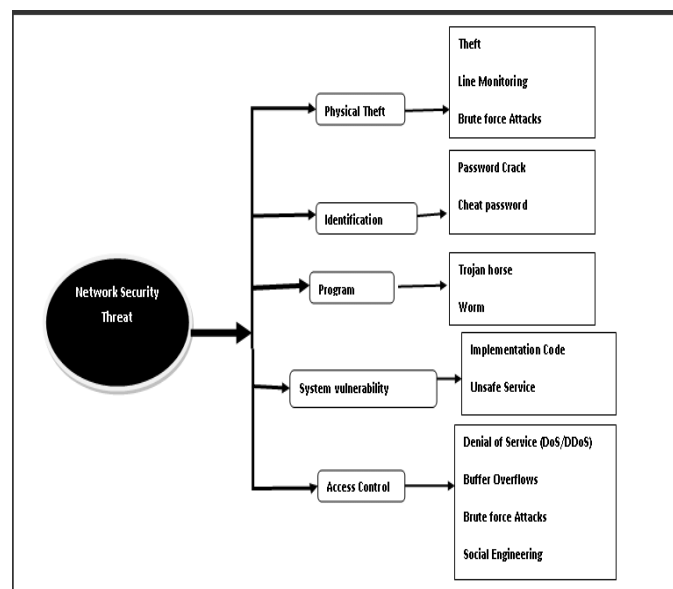 Network Security
Threat
Physical Theft
Theft
Line Monitoring
Brute force Attacks
Identification
Password Crack
Cheat password
Program
Trojan horse
Worm
System vulnerability
Implementation Code
Unsafe Service
Access Control
Denial of Service (DoS/DDoS)
Buffer Overflows
Brute force Attacks
Social Engineering